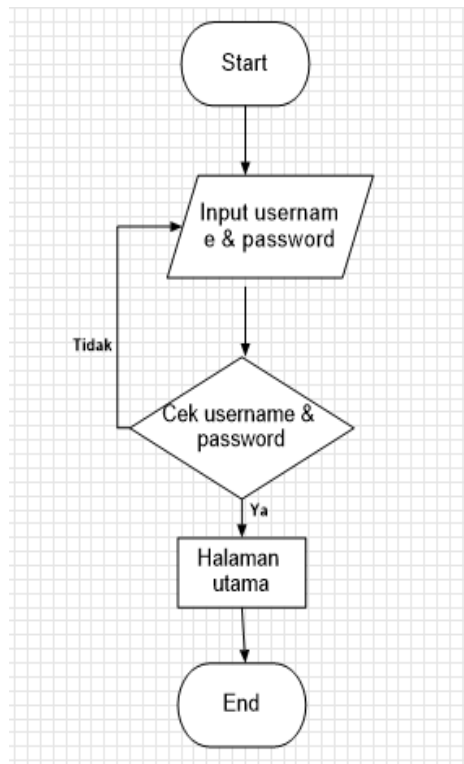 Start
Input usernam
e & password
Tidak
Cek username &
password
Ya
Halaman
utama
End